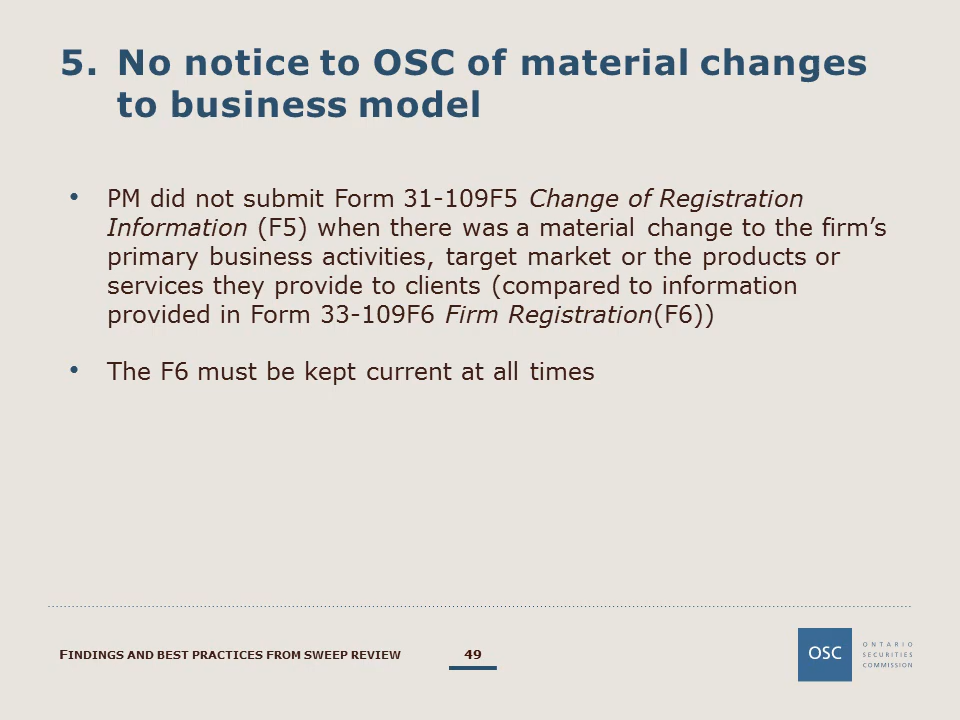 5. No notice to OSC of material changes
to business model
• PM did not submit Form 31-109F5 Change of Registration
Information (F5) when there was a material change to the firm’s
primary business activities, target market or the products or
services they provide to clients (compared to information
provided in Form 33-109F6 Firm Registration(F6))
• The F6 must be kept current at all times
FINDINGS AND BEST PRACTICES FROM SWEEP REVIEW
49
OSC
ONTARIO
SECURITIES
COMMISSION